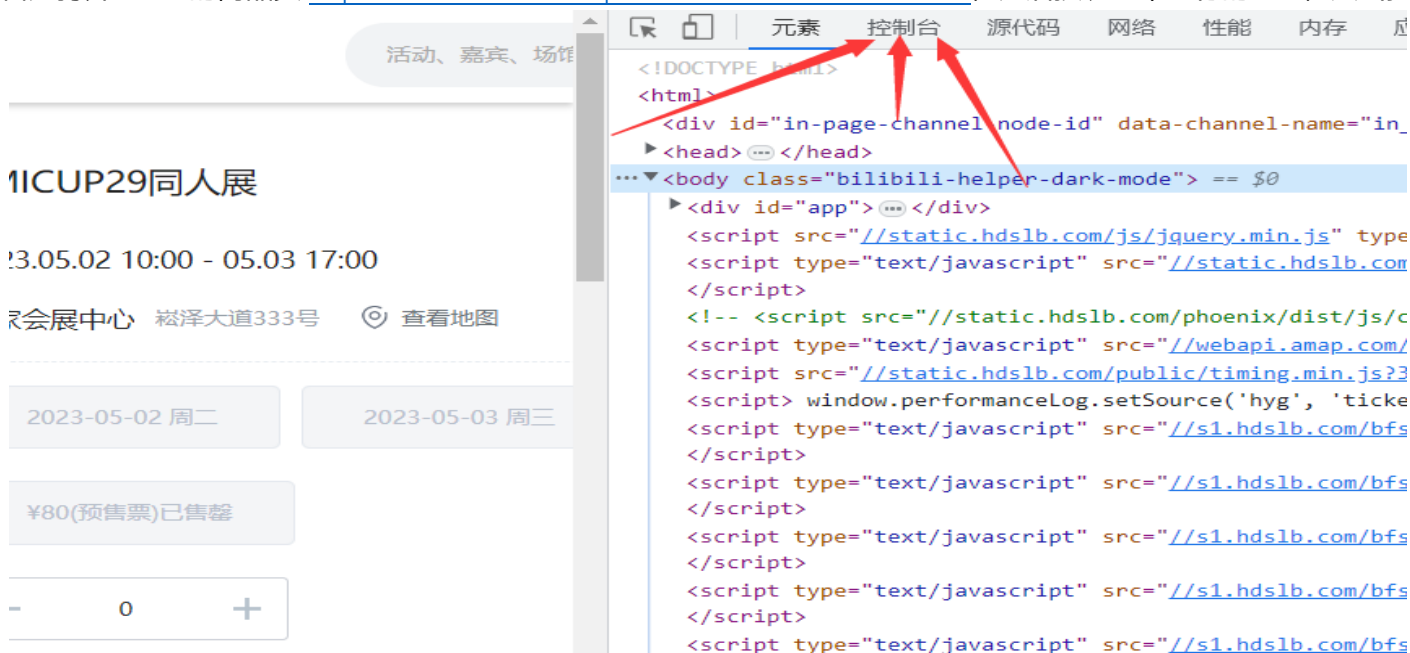 活动、嘉宾、场馆
MICUP29同人展
23.05.02 10:00 - 05.03 17:00
家会展中心 崧泽大道333号 查看地图
2023-05-02 周二 2023-05-03 周三
¥80(预售票)已售罄
- 0 +
元素 控制台 源代码 网络 性能 内存 应
<!DOCTYPE html>
<html>
<div id="in-page-channel-node-id" data-channel-name="in_
▶<head>…</head>
…▼<body class="bilibili-helper-dark-mode"> == $0
▶<div id="app">…</div>
<script src="//static.hdslb.com/js/jquery.min.js" type
<script type="text/javascript" src="//static.hdslb.com
</script>
<!-- <script src="//static.hdslb.com/phoenix/dist/js/c
<script type="text/javascript" src="//webapi.amap.com/
<script src="//static.hdslb.com/public/timing.min.js?3
<script> window.performanceLog.setSource('hyg', 'ticke
<script type="text/javascript" src="//s1.hdslb.com/bfs
</script>
<script type="text/javascript" src="//s1.hdslb.com/bfs
</script>
<script type="text/javascript" src="//s1.hdslb.com/bfs
</script>
<script type="text/javascript" src="//s1.hdslb.com/bfs
</script>
<script type="text/javascript" src="//s1.hdslb.com/bfs